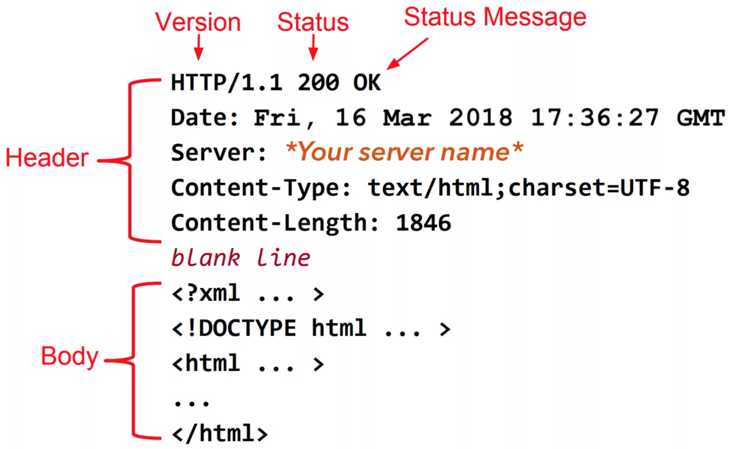 Version Status Status Message
HTTP/1.1 200 OK
Date: Fri, 16 Mar 2018 17:36:27 GMT
Header
Server: *Your server name*
Content-Type: text/html;charset=UTF-8
Content-Length: 1846
blank line
<?xml ... >
<!DOCTYPE html ... >
Body
<html ... >
...
</html>